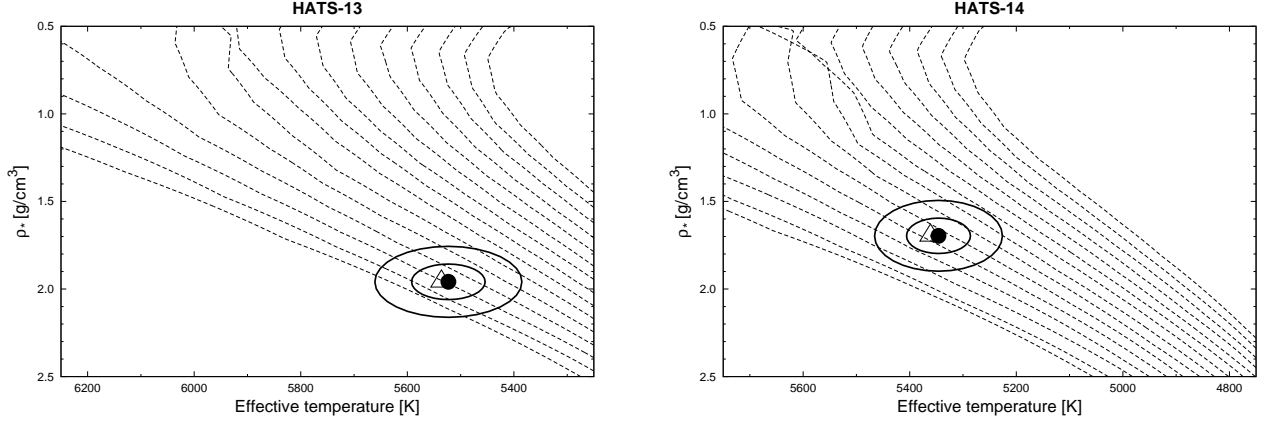 HATS-13
0.5
1.0
1.5
2.0
2.5
ρ* [g/cm³]
6200 6000 5800 5600 5400
Effective temperature [K]
HATS-14
0.5
1.0
1.5
2.0
2.5
ρ* [g/cm³]
5600 5400 5200 5000 4800
Effective temperature [K]